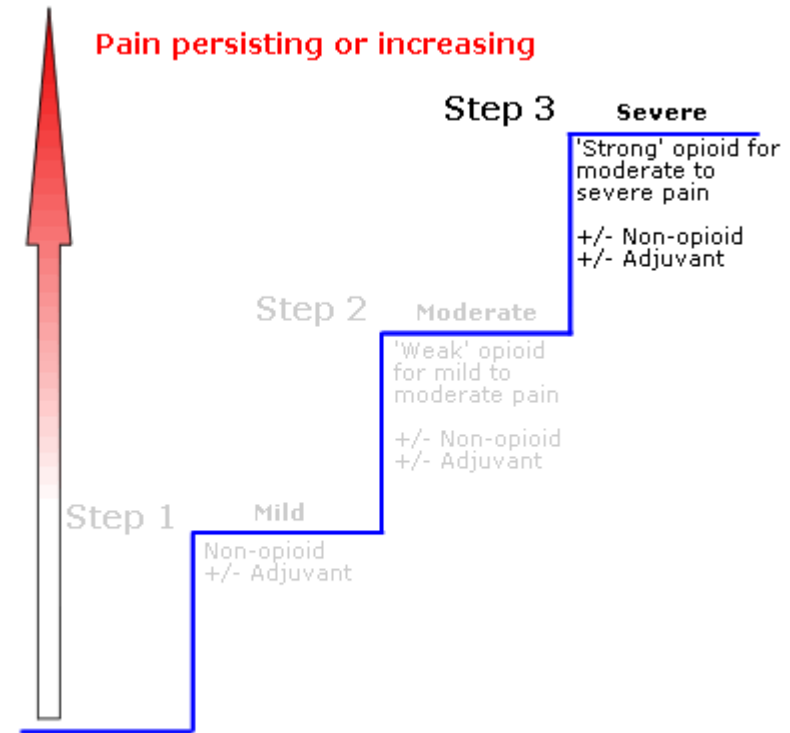 Pain persisting or increasing
Step 3 Severe
'Strong' opioid for
moderate to
severe pain
+/- Non-opioid
+/- Adjuvant
Step 2 Moderate
'Weak' opioid
for mild to
moderate pain
+/- Non-opioid
+/- Adjuvant
Step 1 Mild
Non-opioid
+/- Adjuvant